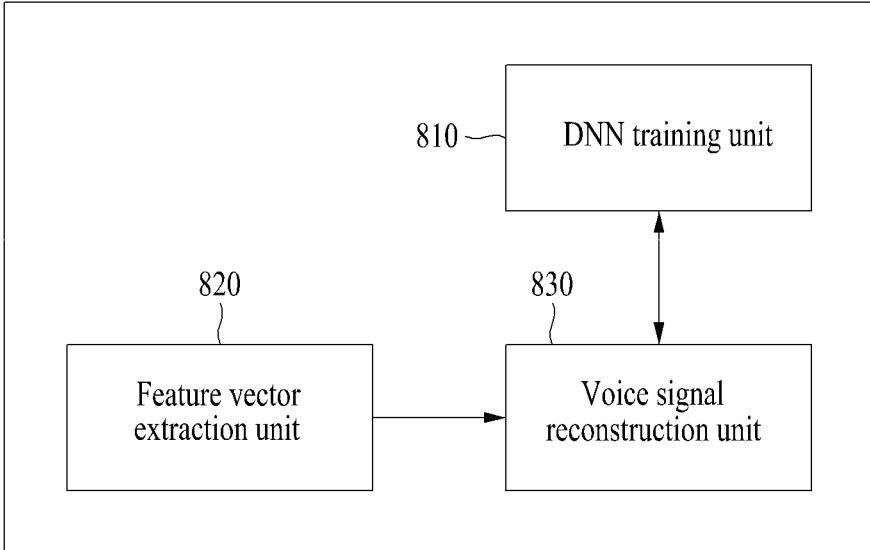 810
DNN training unit
820
830
Feature vector
extraction unit
Voice signal
reconstruction unit